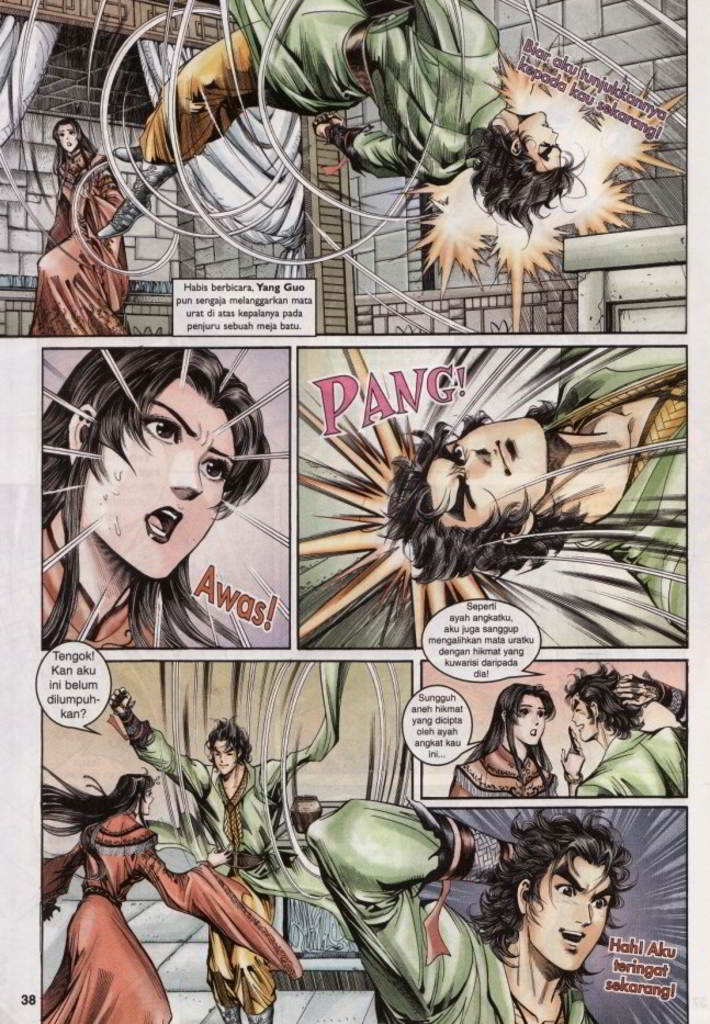 Biar aku tunjukkannya
kepada kau sekarang!
Habis berbicara, Yang Guo
pun sengaja melanggarkan mata
urat di atas kepalanya pada
penjuru sebuah meja batu.
Awas!
PANG!
Tengok!
Kan aku
ini belum
dilumpuh-
kan?
Seperti
ayah angkatku,
aku juga sanggup
mengalihkan mata uratku
dengan hikmat yang
kuwarisi daripada
dia!
Sungguh
aneh hikmat
yang dicipta
oleh ayah
angkat kau
ini...
Hah! Aku
teringat
sekarang!
38